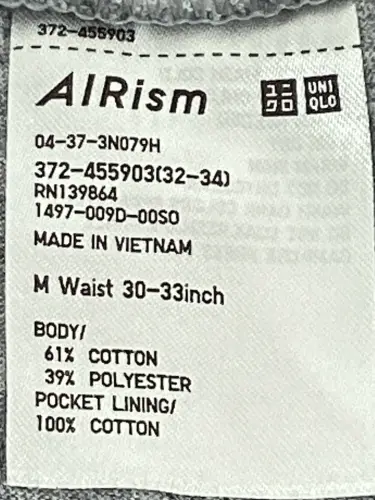 372-455903
AIRism
ユニ
クロ
UNI
QLO
04-37-3N079H
372-455903(32-34)
RN139864
1497-009D-00SO
MADE IN VIETNAM
M Waist 30-33inch
BODY/
61% COTTON
39% POLYESTER
POCKET LINING/
100% COTTON